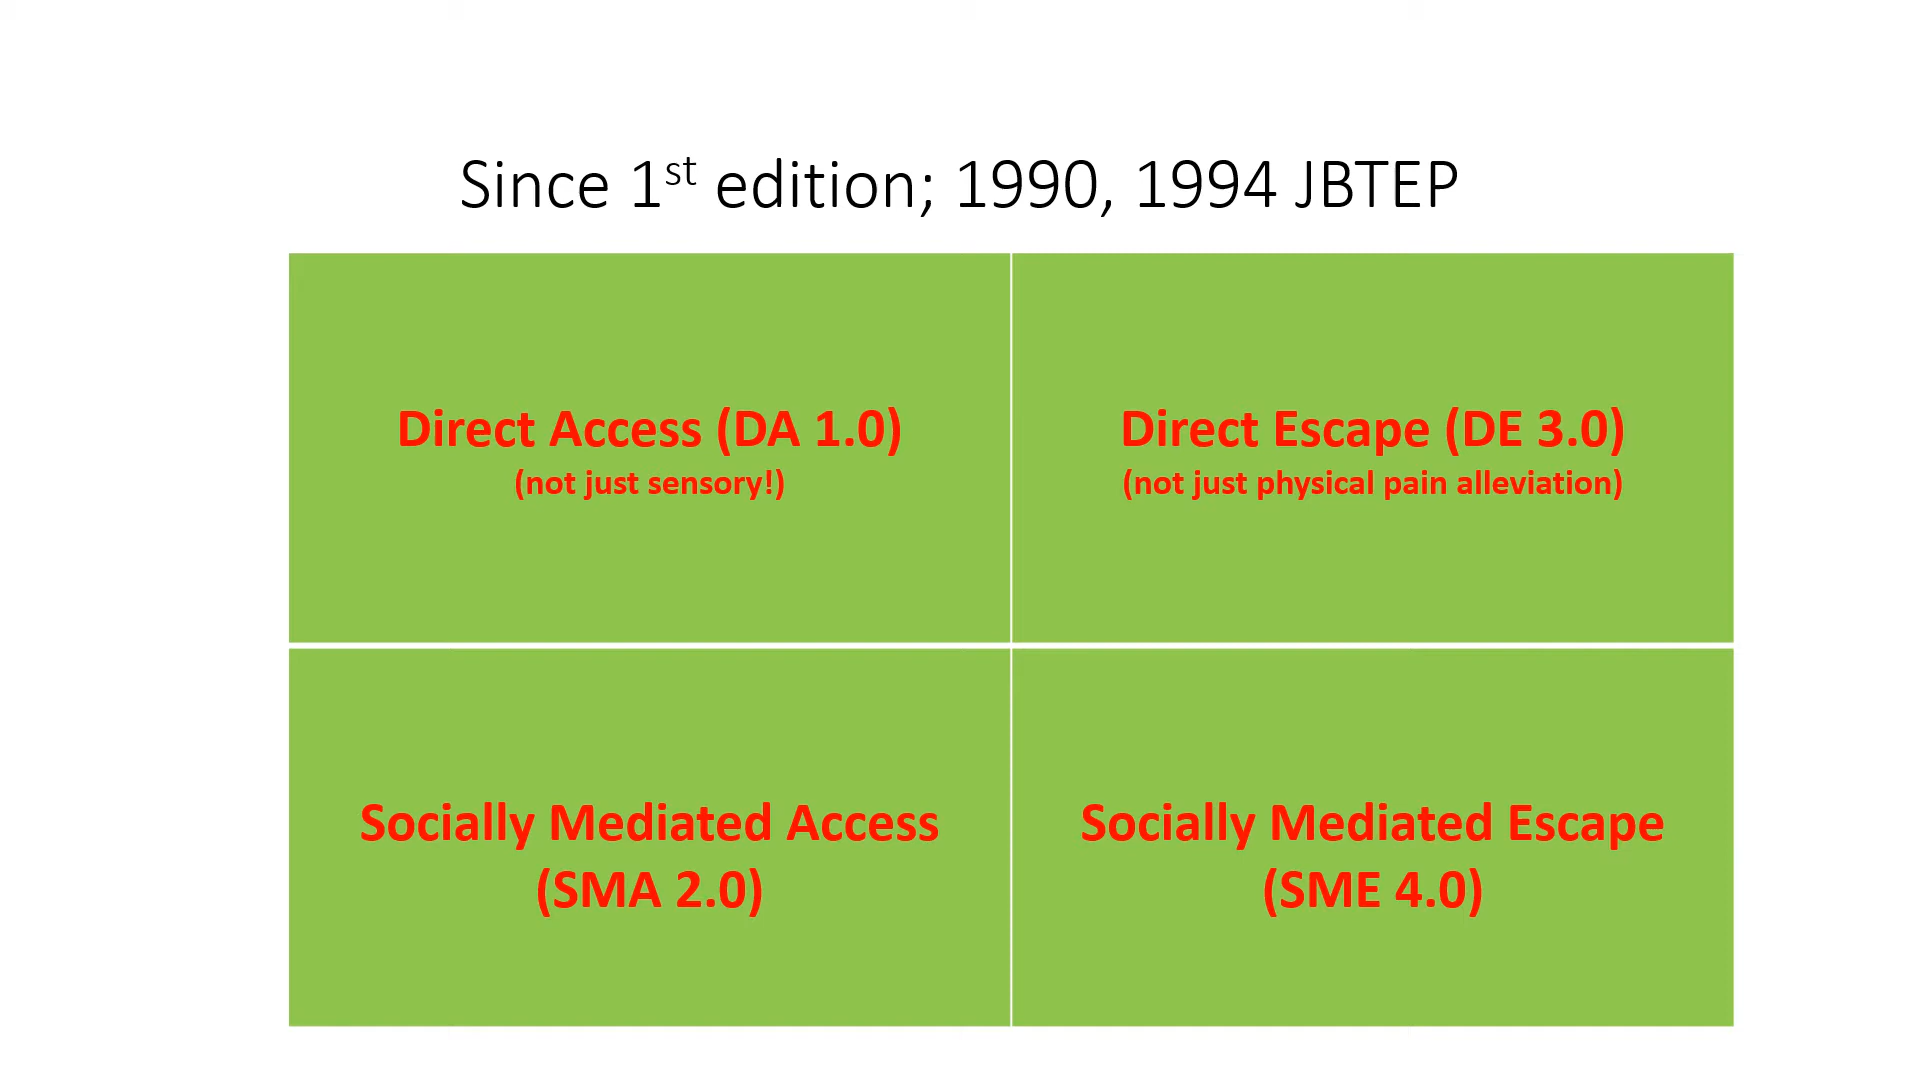 Since 1st edition; 1990, 1994 JBTEP
Direct Access (DA 1.0)
(not just sensory!)
Direct Escape (DE 3.0)
(not just physical pain alleviation)
Socially Mediated Access
(SMA 2.0)
Socially Mediated Escape
(SME 4.0)